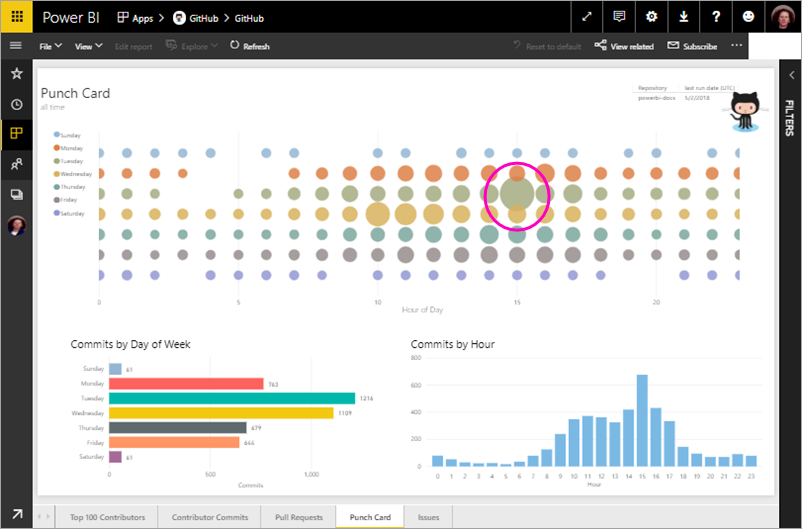 Power BI Apps > GitHub > GitHub ?
File View Edit report Explore Refresh Reset to default View related Subscribe ...
Punch Card
all time
Repository last run date (UTC)
powerbi-docs 5/2/2018
FILTERS
Sunday
Monday
Tuesday
Wednesday
Thursday
Friday
Saturday
0 5 10 15 20
Hour of Day
Commits by Day of Week
Sunday 61
Monday 763
Tuesday 1216
Wednesday 1109
Thursday 679
Friday 644
Saturday 61
0 500 1,000
Commits
Commits by Hour
800
600
400
200
0
0 1 2 3 4 5 6 7 8 9 10 11 12 13 14 15 16 17 18 19 20 21 22 23
Hour
Top 100 Contributors Contributor Commits Pull Requests Punch Card Issues